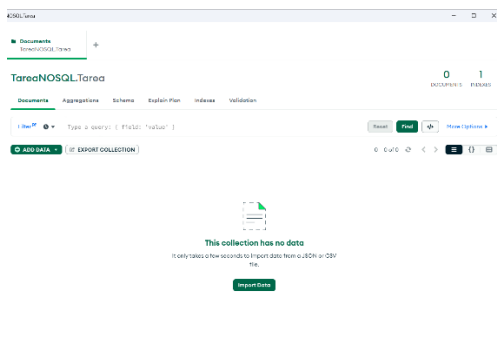 Documents
TareaNOSQL.Tarea
+
TareaNOSQL.Tarea
0
DOCUMENTS
1
INDEXES
Documents Aggregations Schema Explain Plan Indexes Validation
Filter Type a query: { field: 'value' } Reset Find </> More Options
ADD DATA EXPORT COLLECTION 0 - 0 of 0 {}
This collection has no data
It only takes a few seconds to import data from a JSON or CSV
file.
Import Data